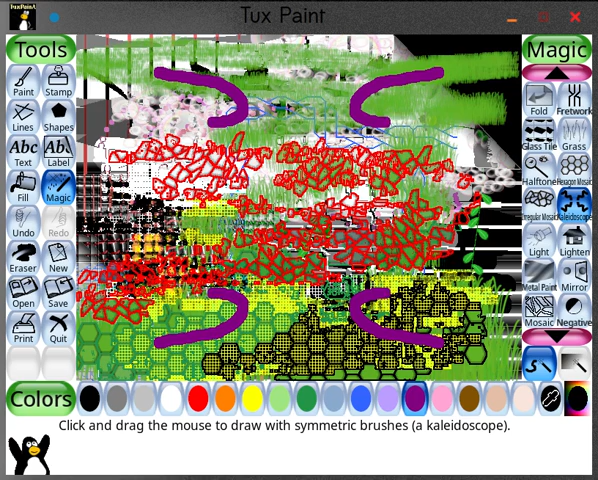 Tux Paint
Tools
Magic
Paint
Stamp
Lines
Shapes
Abc
Abc
Text
Label
Fill
Magic
Undo
Redo
Eraser
New
Open
Save
Print
Quit
Fold
Fretwork
Glass Tile
Grass
Halftone
Hexagon Mosaic
Irregular Mosaic
Kaleidoscope
Light
Lighten
Metal Paint
Mirror
Mosaic
Negative
Colors
Click and drag the mouse to draw with symmetric brushes (a kaleidoscope).